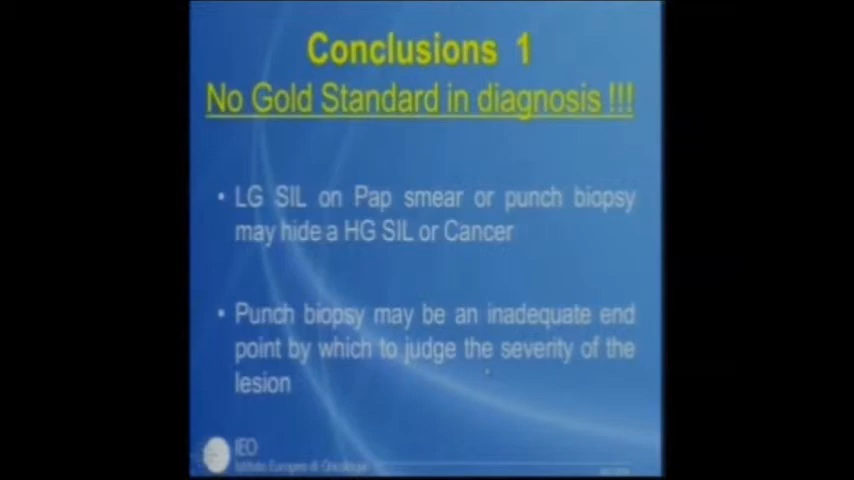 Conclusions 1
No Gold Standard in diagnosis !!!
• LG SIL on Pap smear or punch biopsy
may hide a HG SIL or Cancer
• Punch biopsy may be an inadequate end
point by which to judge the severity of the
lesion
IEO
Istituto Europeo di Oncologia